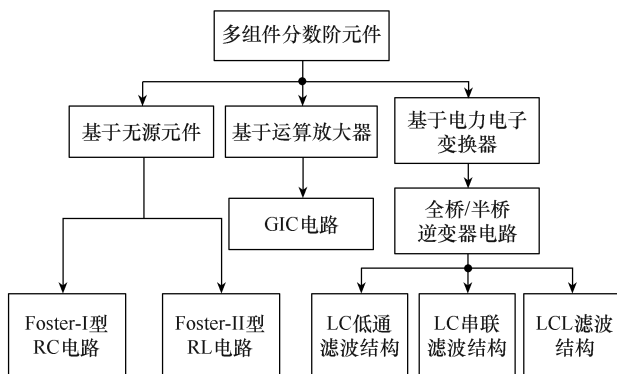 多组件分数阶元件
基于无源元件
基于运算放大器
基于电力电子
变换器
GIC电路
全桥/半桥
逆变器电路
Foster-I型
RC电路
Foster-II型
RL电路
LC低通
滤波结构
LC串联
滤波结构
LCL滤波
结构